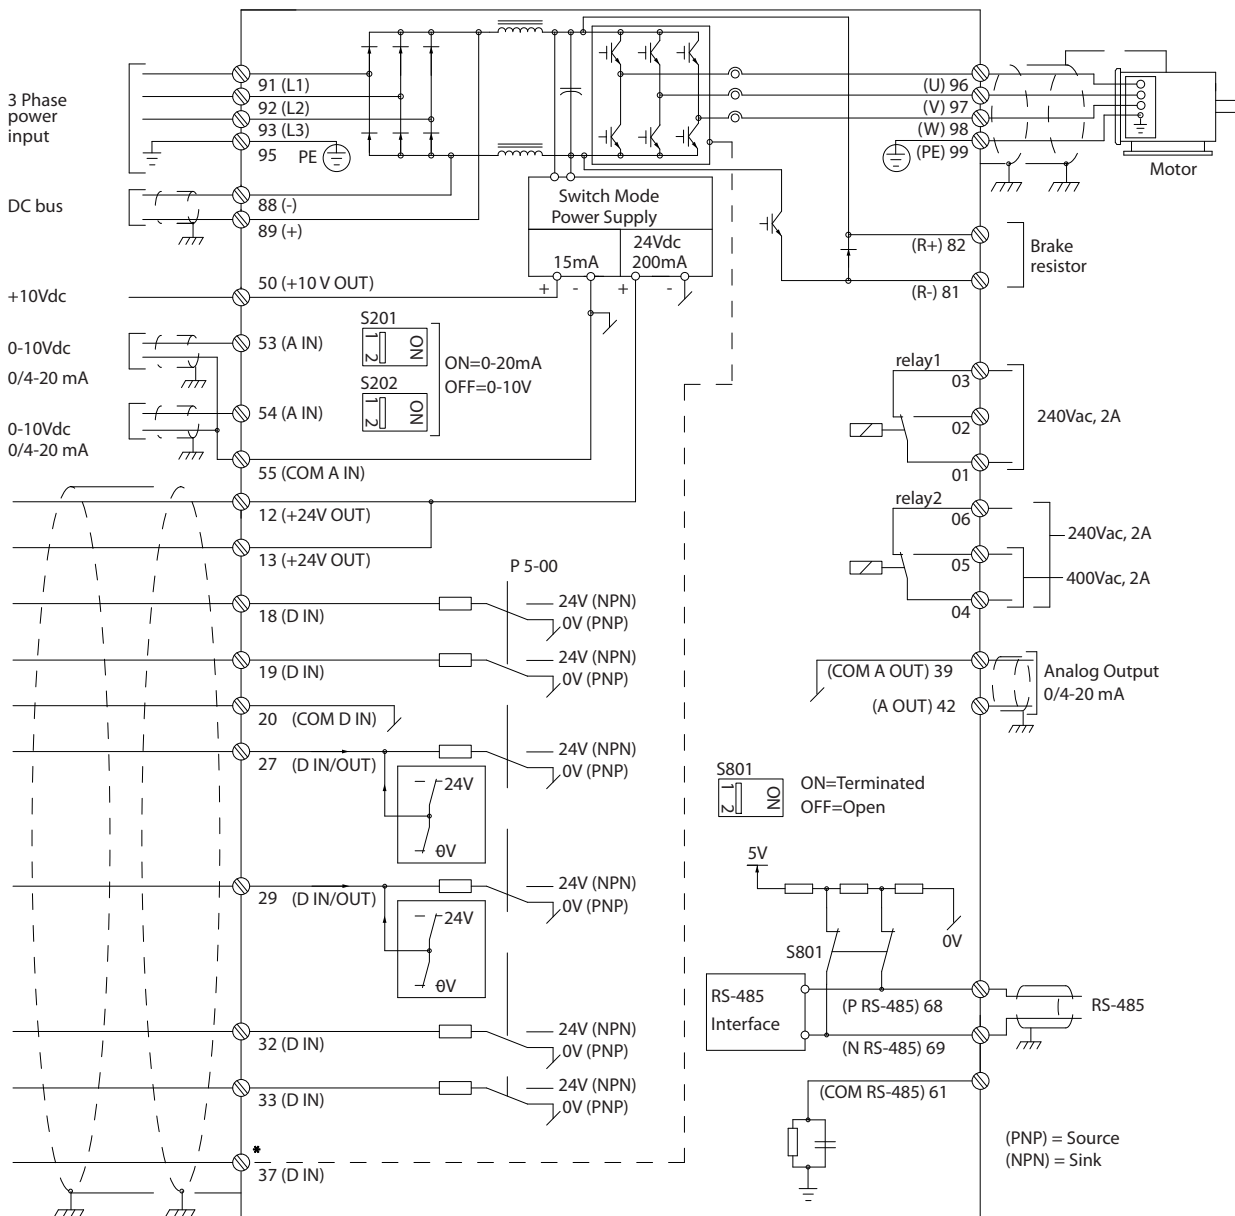 3 Phase
power
input
91 (L1)
92 (L2)
93 (L3)
95
PE
DC bus
88 (-)
89 (+)
+10Vdc
50 (+10 V OUT)
0-10Vdc
0/4-20 mA
53 (A IN)
0-10Vdc
0/4-20 mA
54 (A IN)
55 (COM A IN)
12 (+24V OUT)
13 (+24V OUT)
18 (D IN)
19 (D IN)
20 (COM D IN)
27 (D IN/OUT)
29 (D IN/OUT)
32 (D IN)
33 (D IN)
*
37 (D IN)
S201
1
2
ON
S202
1
2
ON
ON=0-20mA
OFF=0-10V
Switch Mode
Power Supply
15mA
24Vdc
200mA
+ - + -
P 5-00
24V (NPN)
0V (PNP)
24V (NPN)
0V (PNP)
24V (NPN)
0V (PNP)
24V
0V
24V (NPN)
0V (PNP)
24V
0V
24V (NPN)
0V (PNP)
24V (NPN)
0V (PNP)
(U) 96
(V) 97
(W) 98
(PE) 99
Motor
(R+) 82
(R-) 81
Brake
resistor
relay1
03
02
01
240Vac, 2A
relay2
06
05
04
240Vac, 2A
400Vac, 2A
(COM A OUT) 39
(A OUT) 42
Analog Output
0/4-20 mA
S801
1
2
ON
ON=Terminated
OFF=Open
5V
0V
S801
RS-485
Interface
(P RS-485) 68
(N RS-485) 69
RS-485
(COM RS-485) 61
(PNP) = Source
(NPN) = Sink